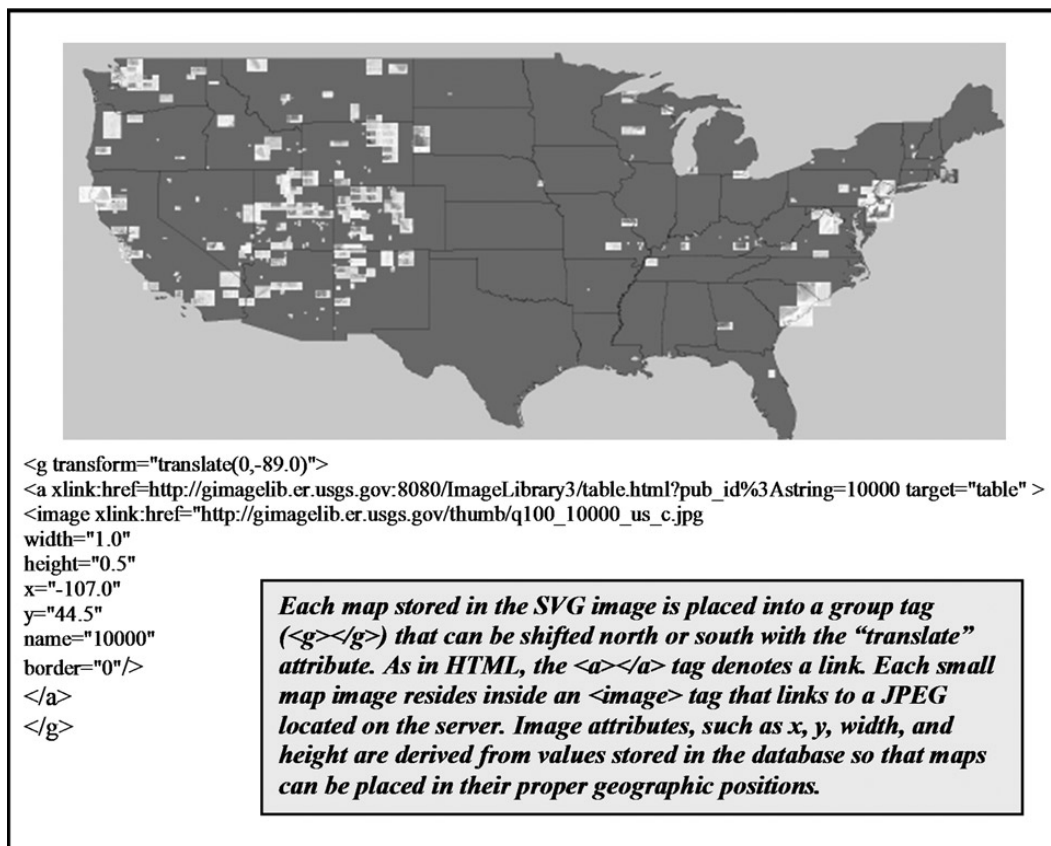 <g transform="translate(0,-89.0)">
<a xlink:href=http://gimagelib.er.usgs.gov:8080/ImageLibrary3/table.html?pub_id%3Astring=10000 target="table" >
<image xlink:href="http://gimagelib.er.usgs.gov/thumb/q100_10000_us_c.jpg
width="1.0"
height="0.5"
x="-107.0"
y="44.5"
name="10000"
border="0"/>
</a>
</g>
Each map stored in the SVG image is placed into a group tag
(<g></g>) that can be shifted north or south with the “translate”
attribute. As in HTML, the <a></a> tag denotes a link. Each small
map image resides inside an <image> tag that links to a JPEG
located on the server. Image attributes, such as x, y, width, and
height are derived from values stored in the database so that maps
can be placed in their proper geographic positions.